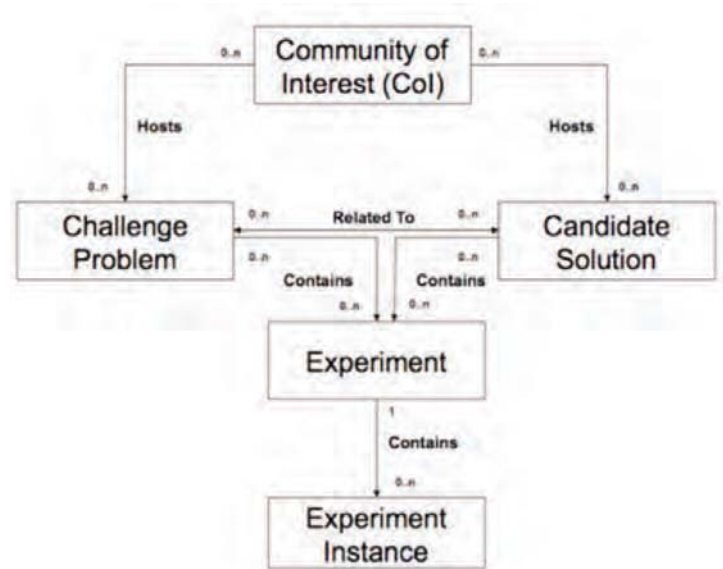 0..n
Community of
Interest (CoI)
0..n
Hosts
Hosts
0..n
0..n
Challenge
Problem
0..n
Related To
0..n
Candidate
Solution
0..n
0..n
Contains
Contains
0..n
0..n
Experiment
1
Contains
0..n
Experiment
Instance